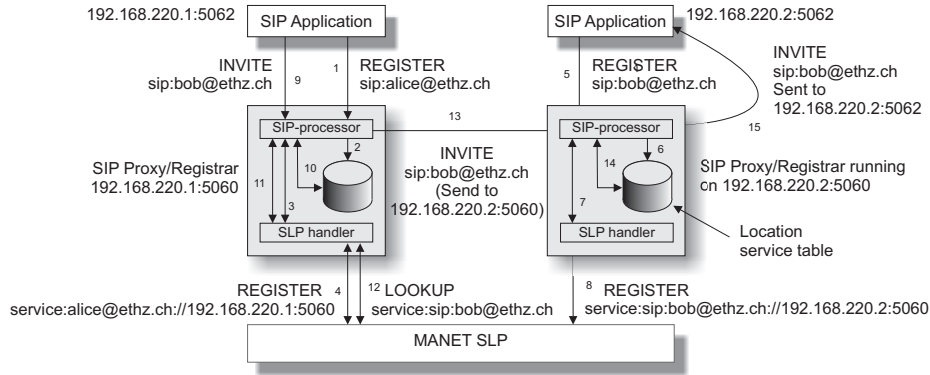 192.168.220.1:5062
SIP Application
SIP Application
192.168.220.2:5062
INVITE
sip:bob@ethz.ch
9
1
REGISTER
sip:alice@ethz.ch
5
REGISTER
sip:bob@ethz.ch
INVITE
sip:bob@ethz.ch
Sent to
192.168.220.2:5062
15
SIP-processor
13
SIP-processor
2
6
SIP Proxy/Registrar
192.168.220.1:5060
11
10
3
INVITE
sip:bob@ethz.ch
(Send to
192.168.220.2:5060)
14
7
SIP Proxy/Registrar running
on 192.168.220.2:5060
SLP handler
SLP handler
Location
service table
REGISTER
service:alice@ethz.ch://192.168.220.1:5060
4
12
LOOKUP
service:sip:bob@ethz.ch
8
REGISTER
service:sip:bob@ethz.ch://192.168.220.2:5060
MANET SLP